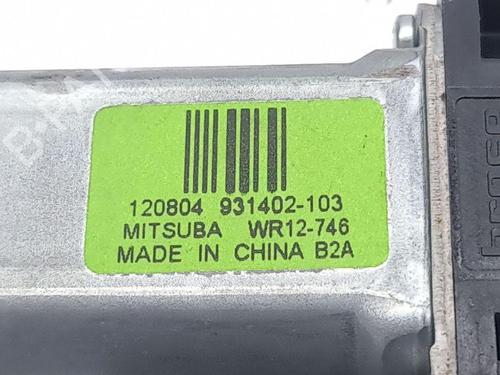 120804 931402-103
MITSUBA WR12-746
MADE IN CHINA B2A